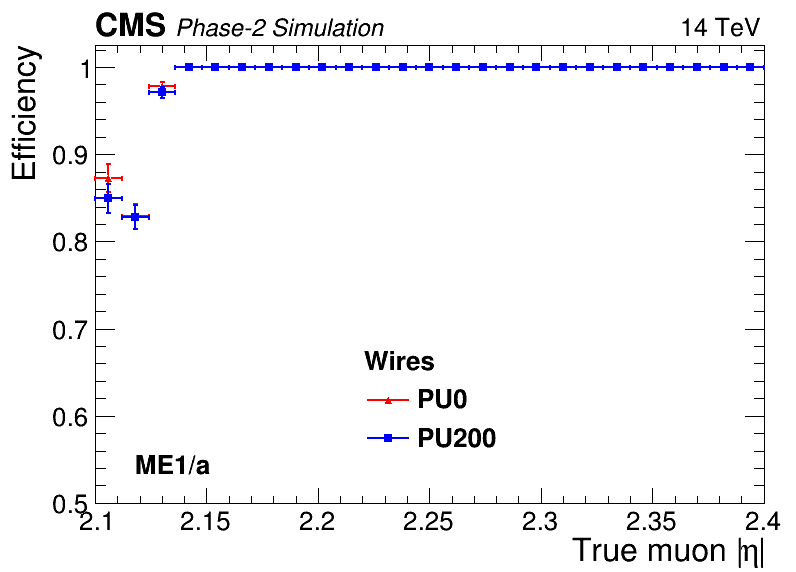 CMS Phase-2 Simulation 14 TeV
Efficiency
1
0.9
0.8
0.7
0.6
0.5
Wires
PU0
PU200
ME1/a
2.1 2.15 2.2 2.25 2.3 2.35 2.4
True muon |η|